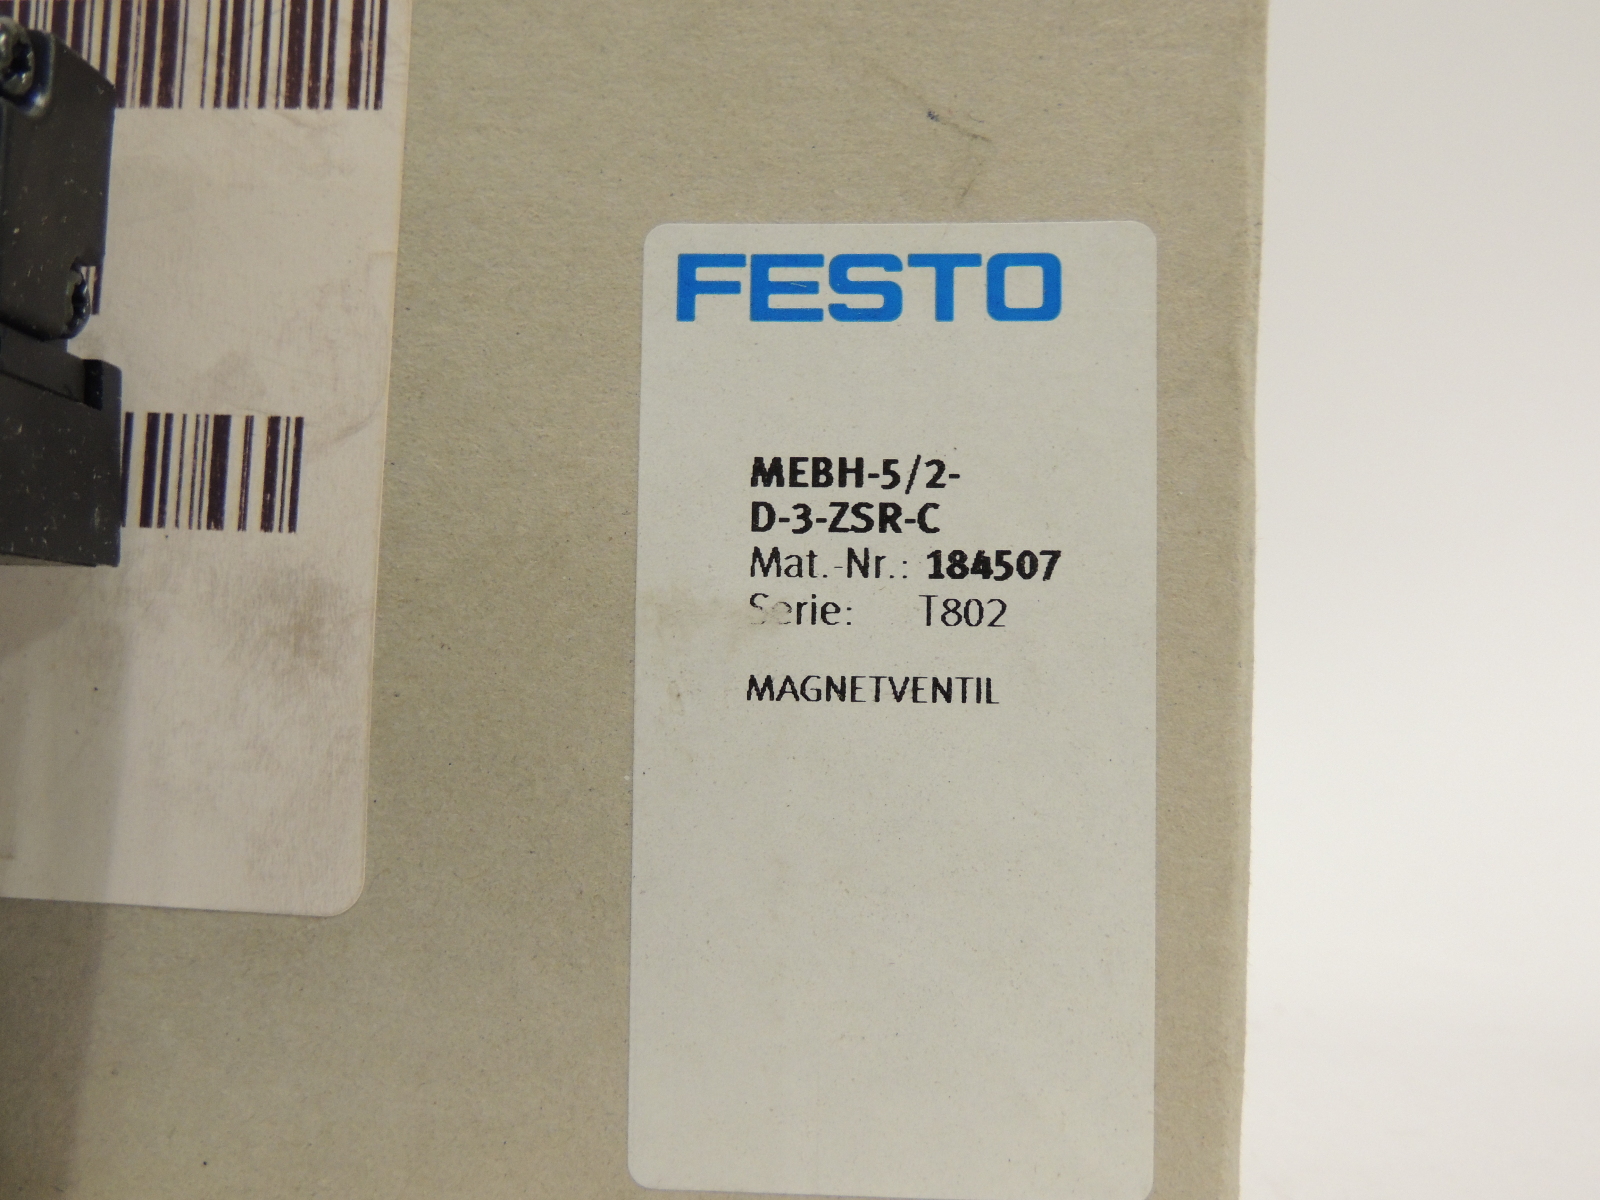 FESTO
MEBH-5/2-
D-3-ZSR-C
Mat.-Nr.: 184507
Serie: T802
MAGNETVENTIL